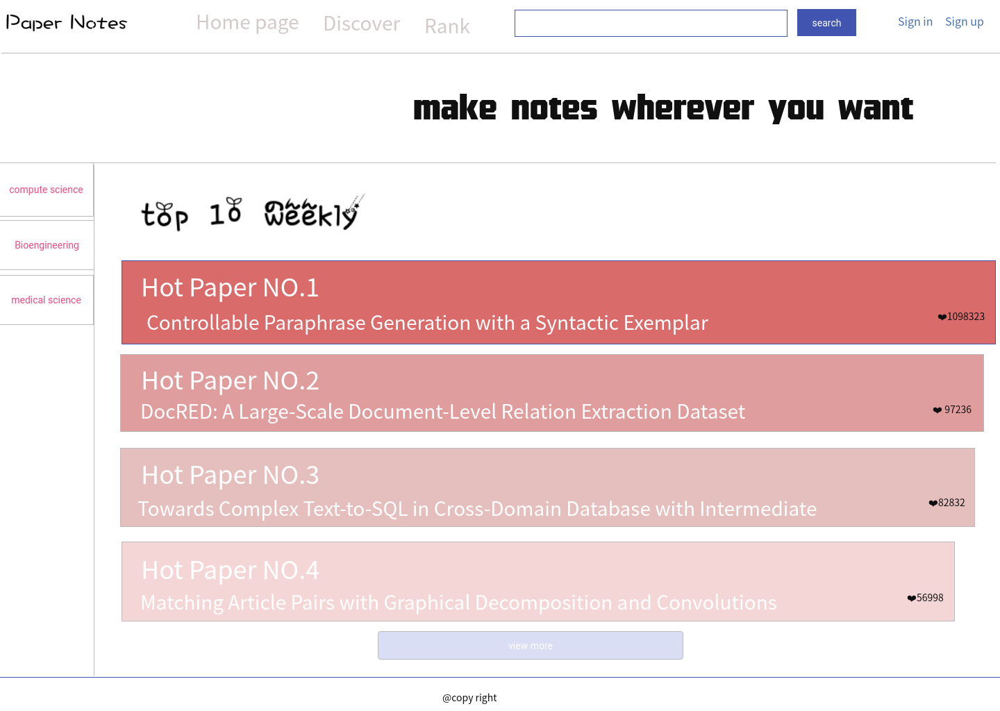 Paper Notes
Home page
Discover
Rank
search
Sign in
Sign up
make notes wherever you want
compute science
Bioengineering
medical science
top 10 weekly
Hot Paper NO.1
Controllable Paraphrase Generation with a Syntactic Exemplar
❤1098323
Hot Paper NO.2
DocRED: A Large-Scale Document-Level Relation Extraction Dataset
❤ 97236
Hot Paper NO.3
Towards Complex Text-to-SQL in Cross-Domain Database with Intermediate
❤82832
Hot Paper NO.4
Matching Article Pairs with Graphical Decomposition and Convolutions
❤56998
view more
@copy right